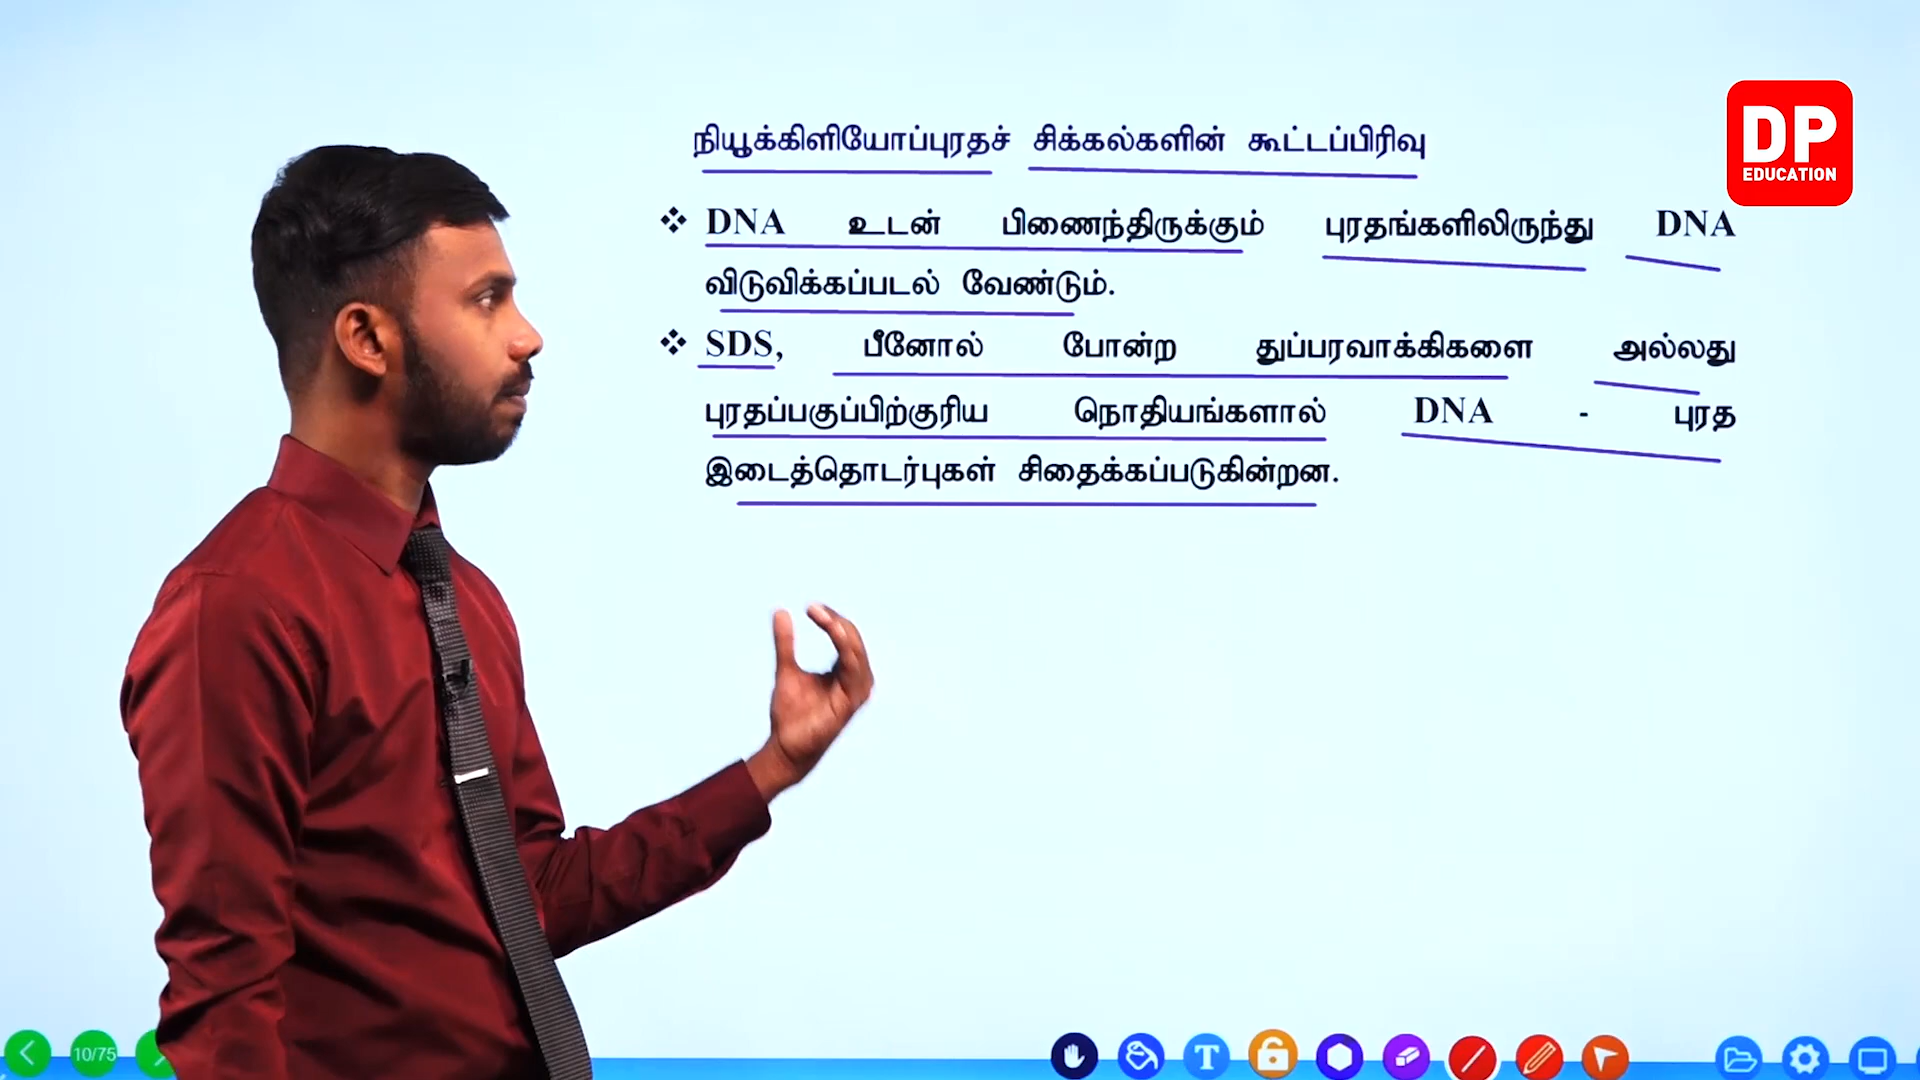 நியூக்கிளியோப்புரதச் சிக்கல்களின் கூட்டப்பிரிவு
DP
EDUCATION
❖ DNA உடன் பிணைந்திருக்கும் புரதங்களிலிருந்து DNA
விடுவிக்கப்படல் வேண்டும்.
❖ SDS, பீனோல் போன்ற துப்பரவாக்கிகளை அல்லது
புரதப்பகுப்பிற்குரிய நொதியங்களால் DNA - புரத
இடைத்தொடர்புகள் சிதைக்கப்படுகின்றன.
10/75
T